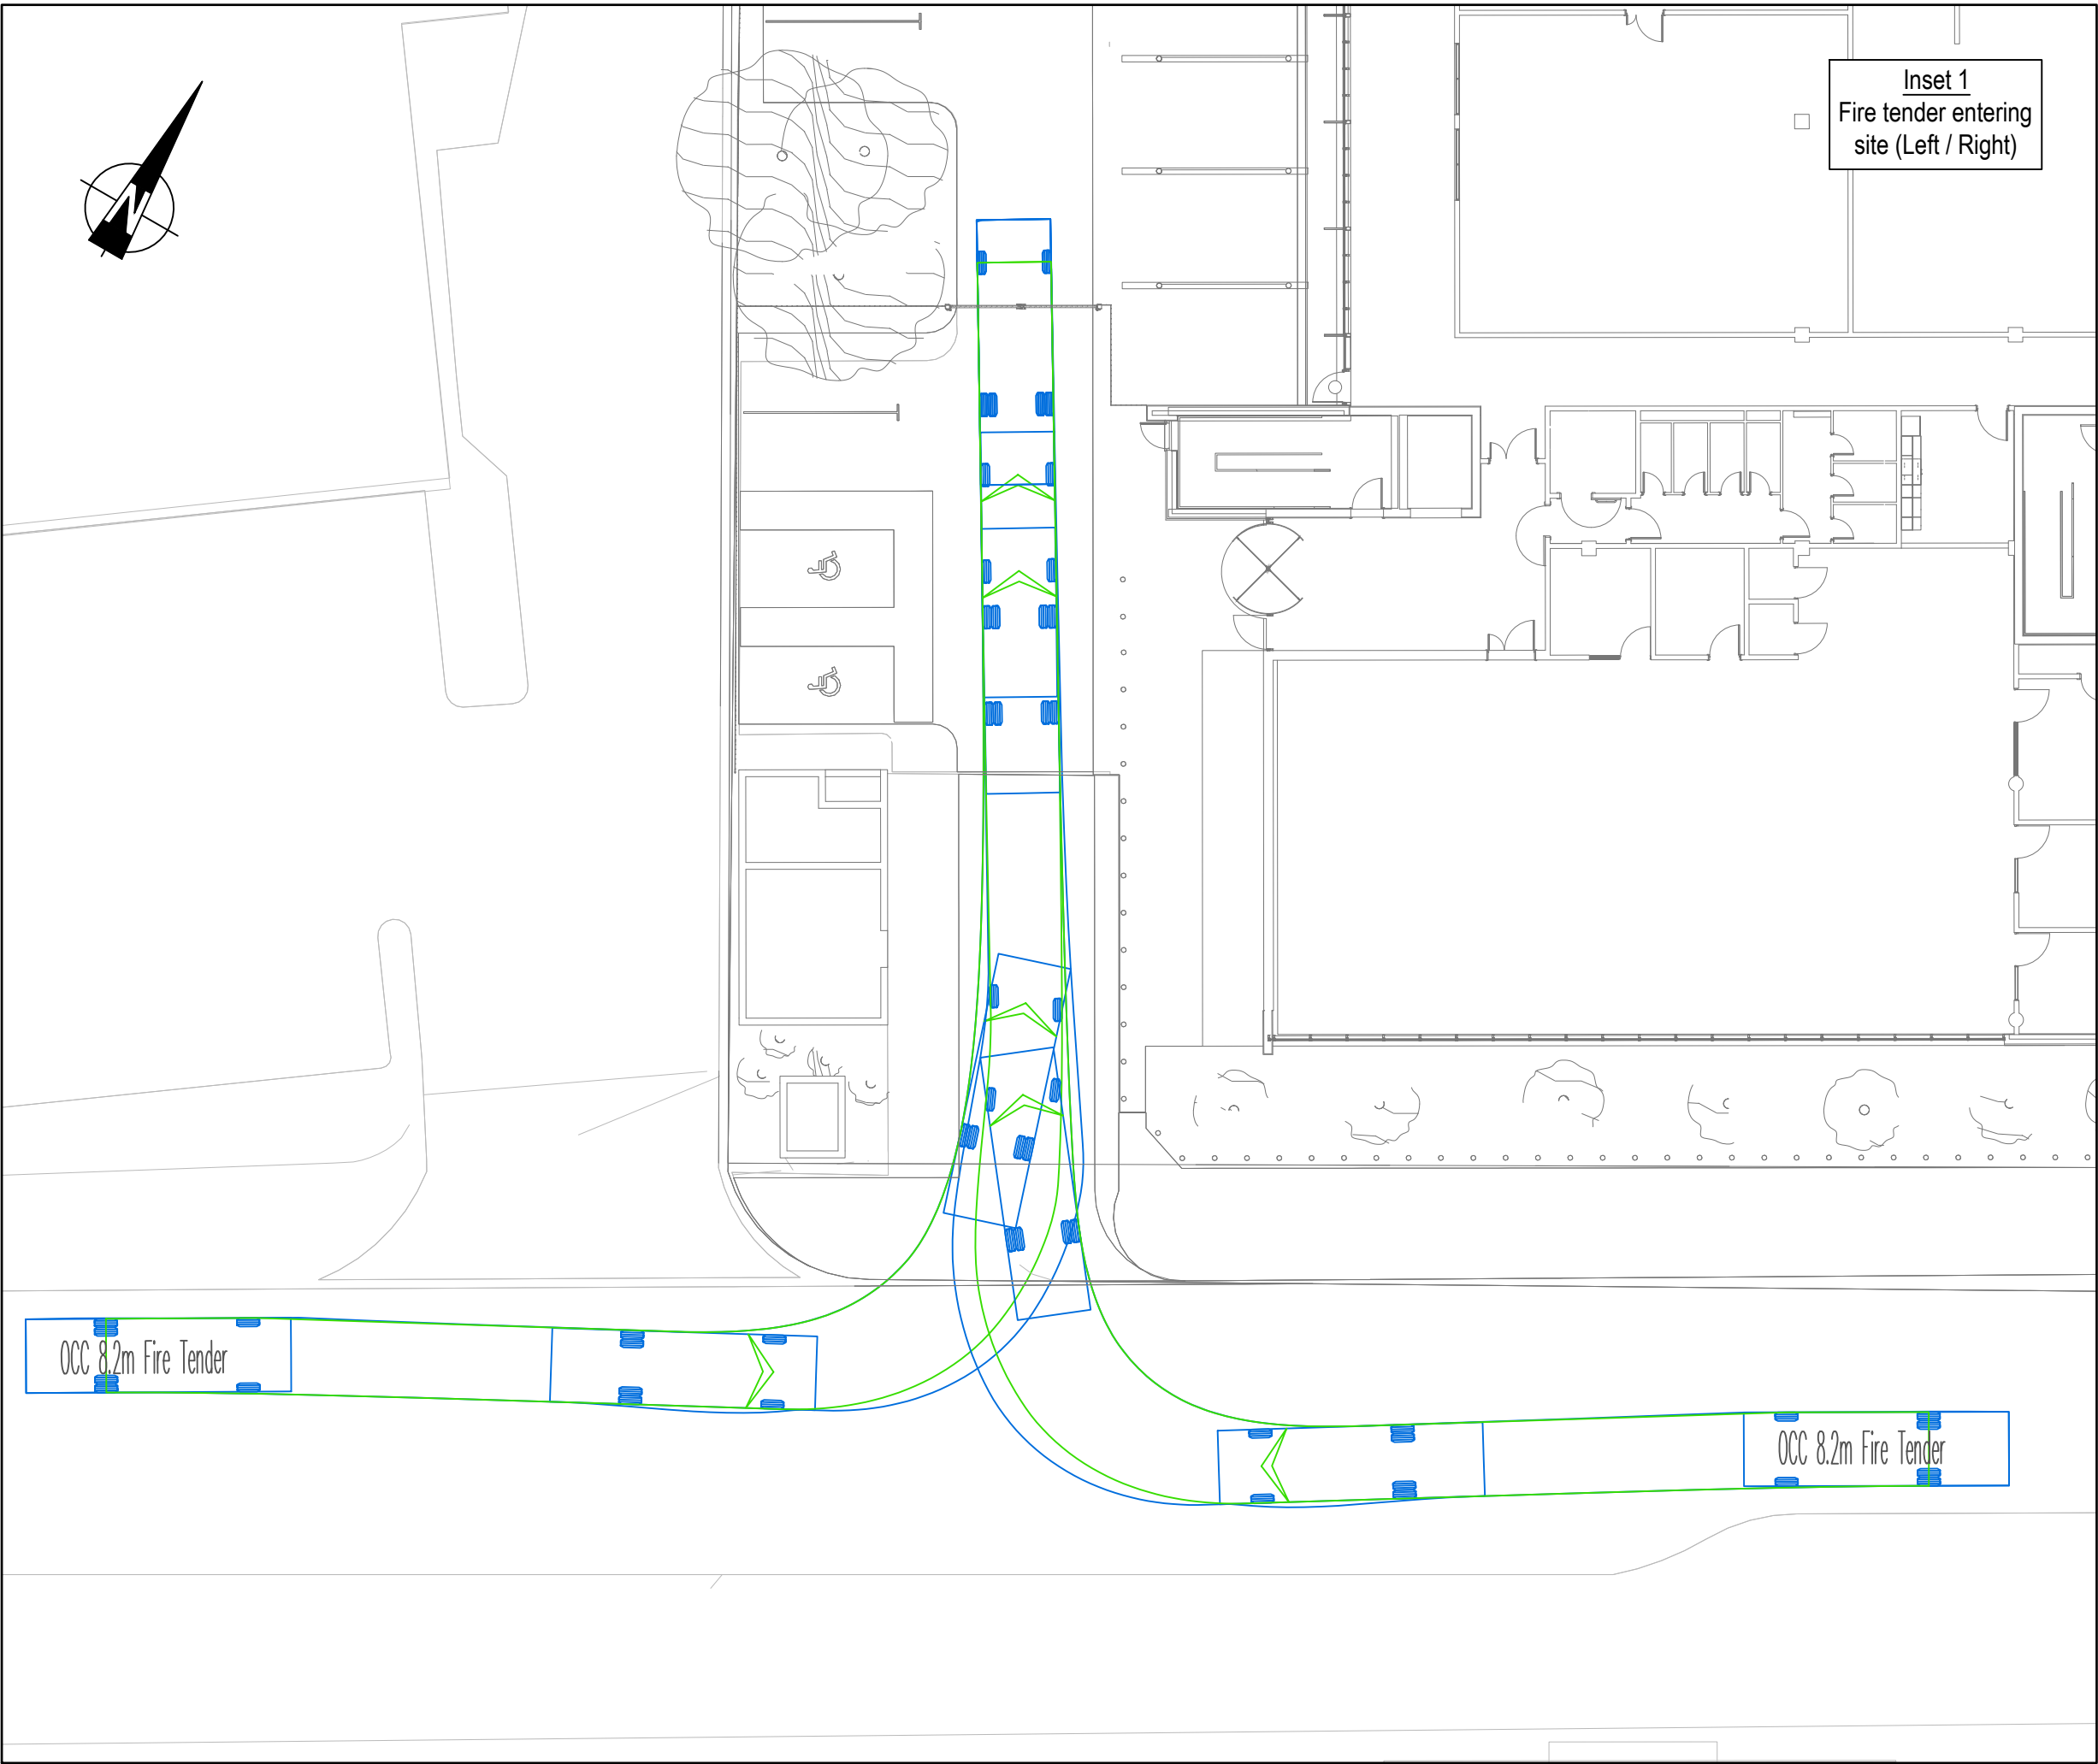 Inset 1
Fire tender entering
site (Left / Right)
OCC 8.2m Fire Tender
OCC 8.2m Fire Tender